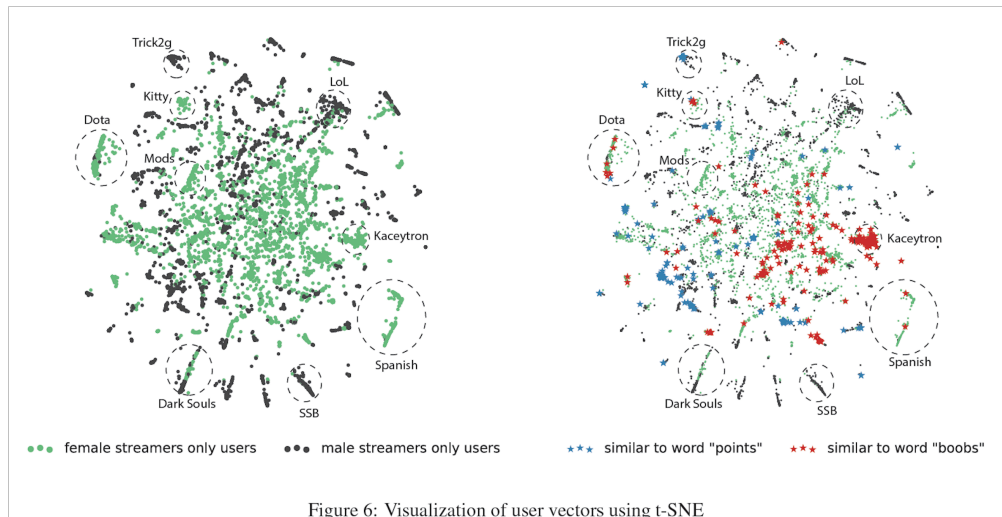 Trick2g
LoL
Kitty
Dota
Mods
Kaceytron
Spanish
Dark Souls
SSB
Trick2g
LoL
Kitty
Dota
Mods
Kaceytron
Spanish
Dark Souls
SSB
female streamers only users
male streamers only users
similar to word "points"
similar to word "boobs"
Figure 6: Visualization of user vectors using t-SNE